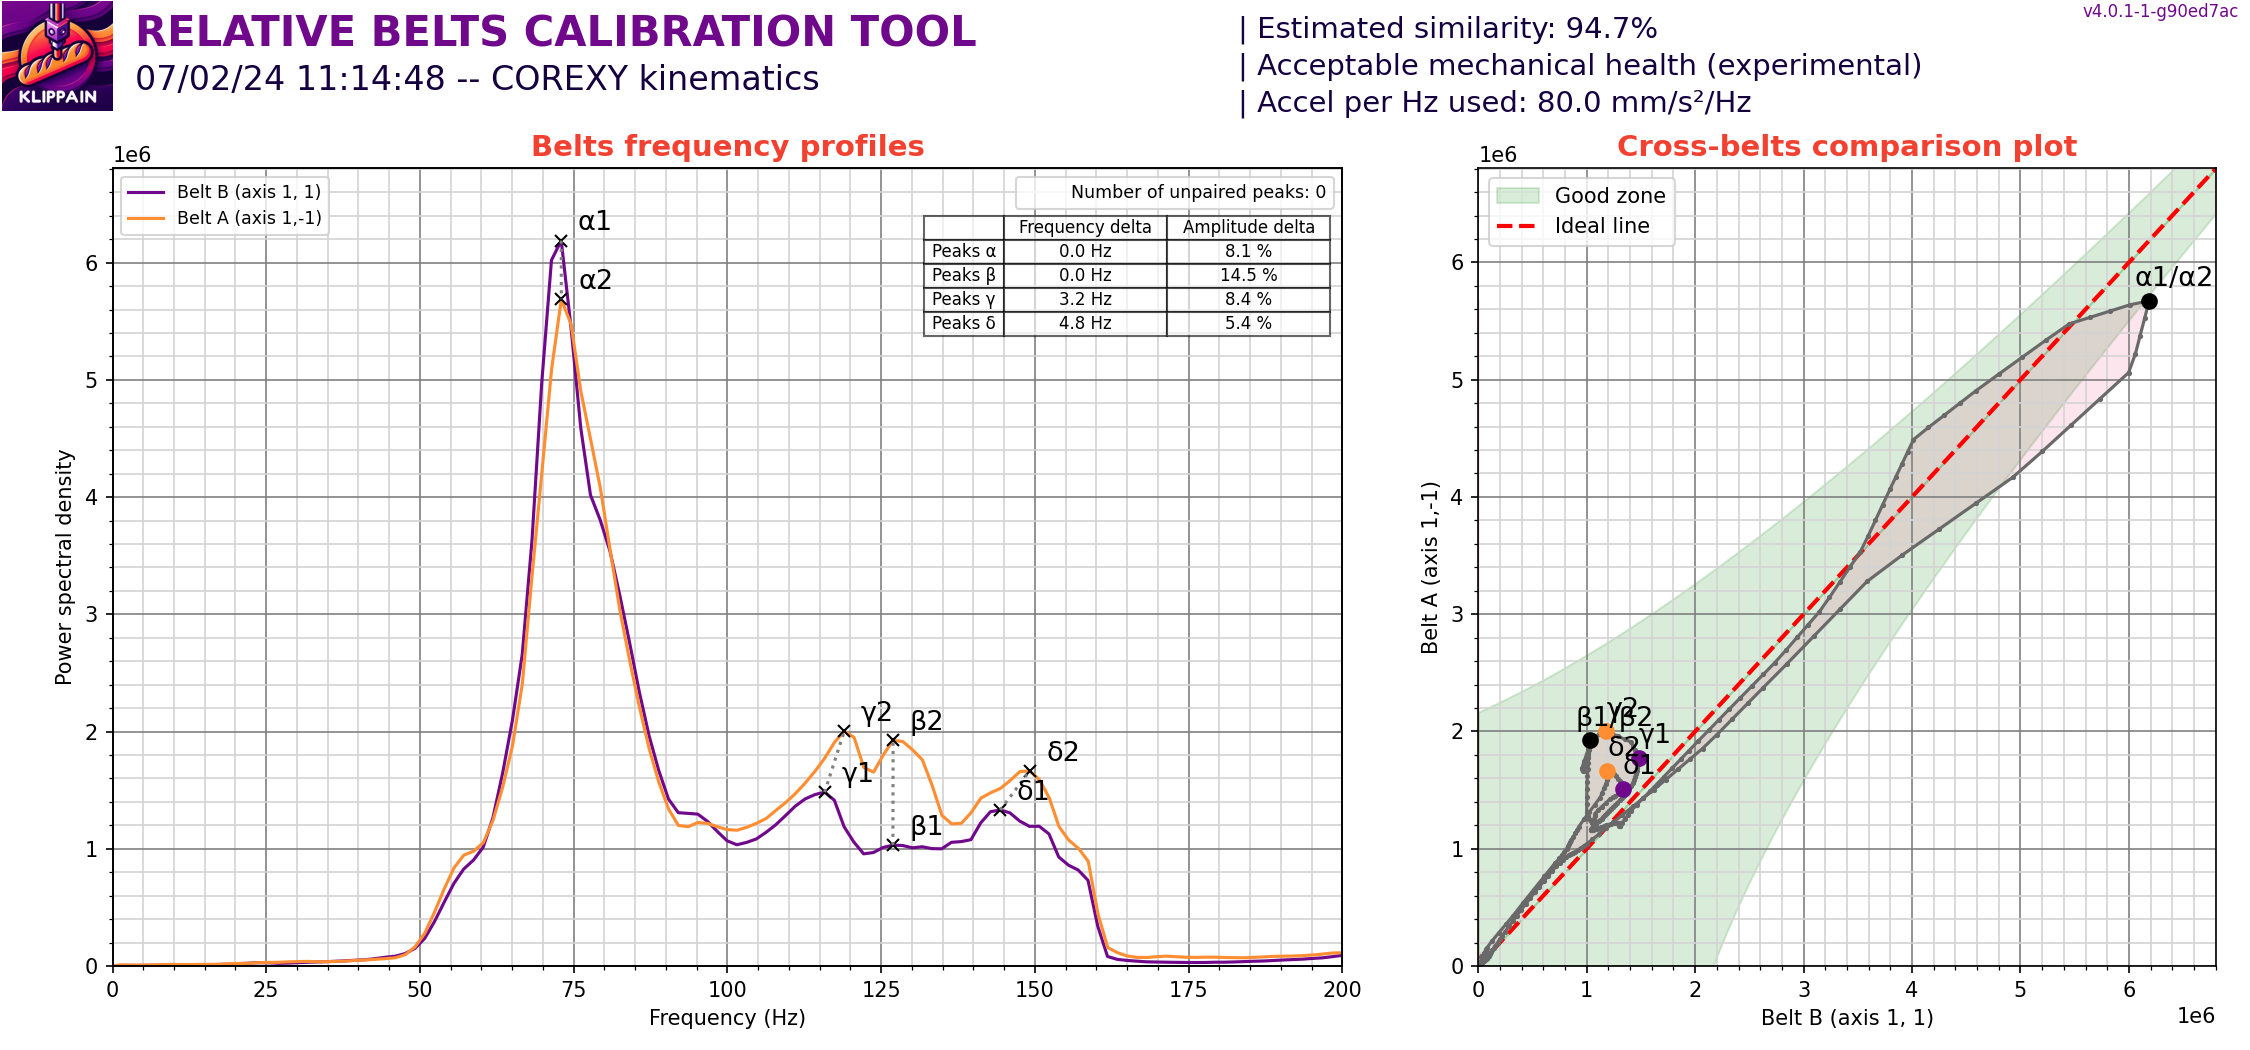 KLIPPAIN
RELATIVE BELTS CALIBRATION TOOL
07/02/24 11:14:48 -- COREXY kinematics
| Estimated similarity: 94.7%
| Acceptable mechanical health (experimental)
| Accel per Hz used: 80.0 mm/s²/Hz
v4.0.1-1-g90ed7ac
Belts frequency profiles
1e6
Belt B (axis 1, 1)
Belt A (axis 1,-1)
Number of unpaired peaks: 0
Frequency delta Amplitude delta
Peaks α 0.0 Hz 8.1 %
Peaks β 0.0 Hz 14.5 %
Peaks γ 3.2 Hz 8.4 %
Peaks δ 4.8 Hz 5.4 %
α1
α2
γ2
β2
γ1
β1
δ2
δ1
6
5
4
3
2
1
0
Power spectral density
0 25 50 75 100 125 150 175 200
Frequency (Hz)
Cross-belts comparison plot
1e6
Good zone
Ideal line
α1/α2
γ2
β1/β2
γ1
δ2
δ1
6
5
4
3
2
1
0
Belt A (axis 1,-1)
0 1 2 3 4 5 6
Belt B (axis 1, 1)
1e6